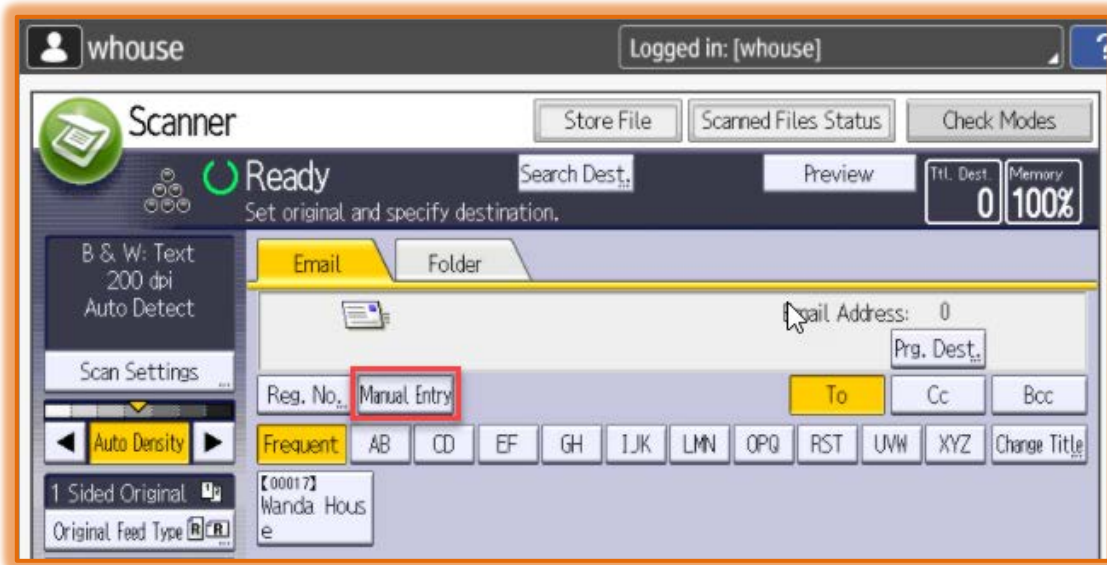 whouse
Logged in: [whouse]
?
Scanner
Store File
Scanned Files Status
Check Modes
Ready
Search Dest.
Preview
Ttl. Dest.
0
Memory
100%
Set original and specify destination.
B & W: Text
200 dpi
Auto Detect
Email
Folder
Email Address: 0
Prg. Dest.
Scan Settings
Reg. No.
Manual Entry
To
Cc
Bcc
Auto Density
Frequent
AB
CD
EF
GH
IJK
LMN
OPQ
RST
UVW
XYZ
Change Title
1 Sided Original
Original Feed Type
【00017】
Wanda Hous
e